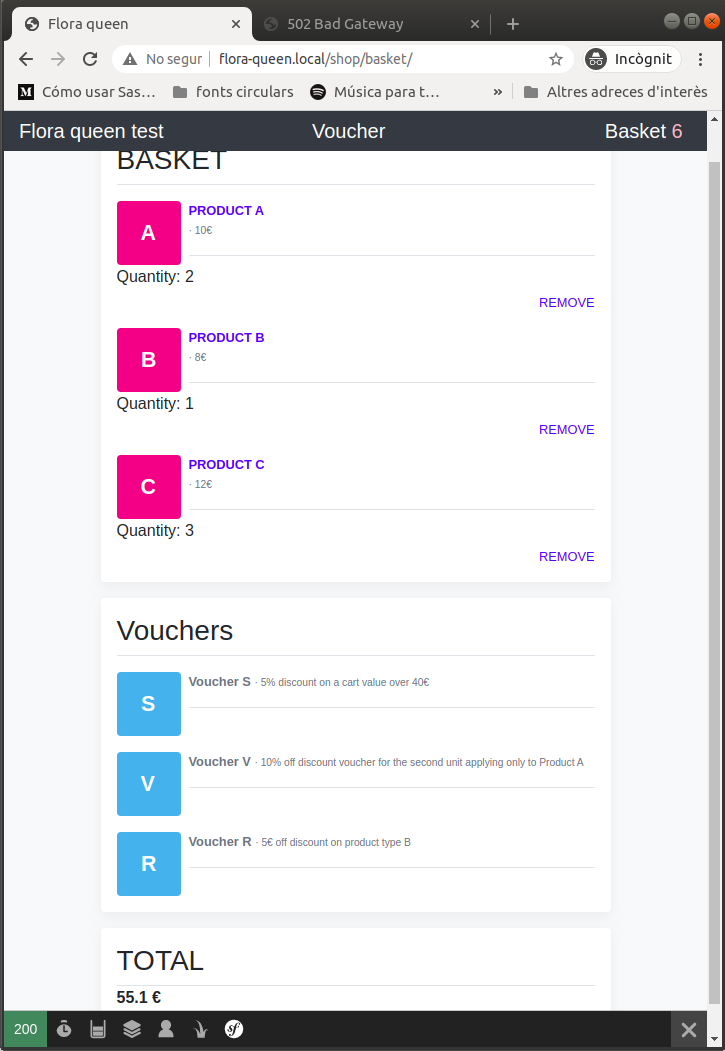 Flora queen
502 Bad Gateway
No segur
flora-queen.local/shop/basket/
Incògnit
M
Cómo usar Sas…
fonts circulars
Música para t…
»
Altres adreces d'interès
Flora queen test
Voucher
Basket 6
BASKET
A
PRODUCT A
· 10€
Quantity: 2
REMOVE
B
PRODUCT B
· 8€
Quantity: 1
REMOVE
C
PRODUCT C
· 12€
Quantity: 3
REMOVE
Vouchers
S
Voucher S · 5% discount on a cart value over 40€
V
Voucher V · 10% off discount voucher for the second unit applying only to Product A
R
Voucher R · 5€ off discount on product type B
TOTAL
55.1 €
200
sf